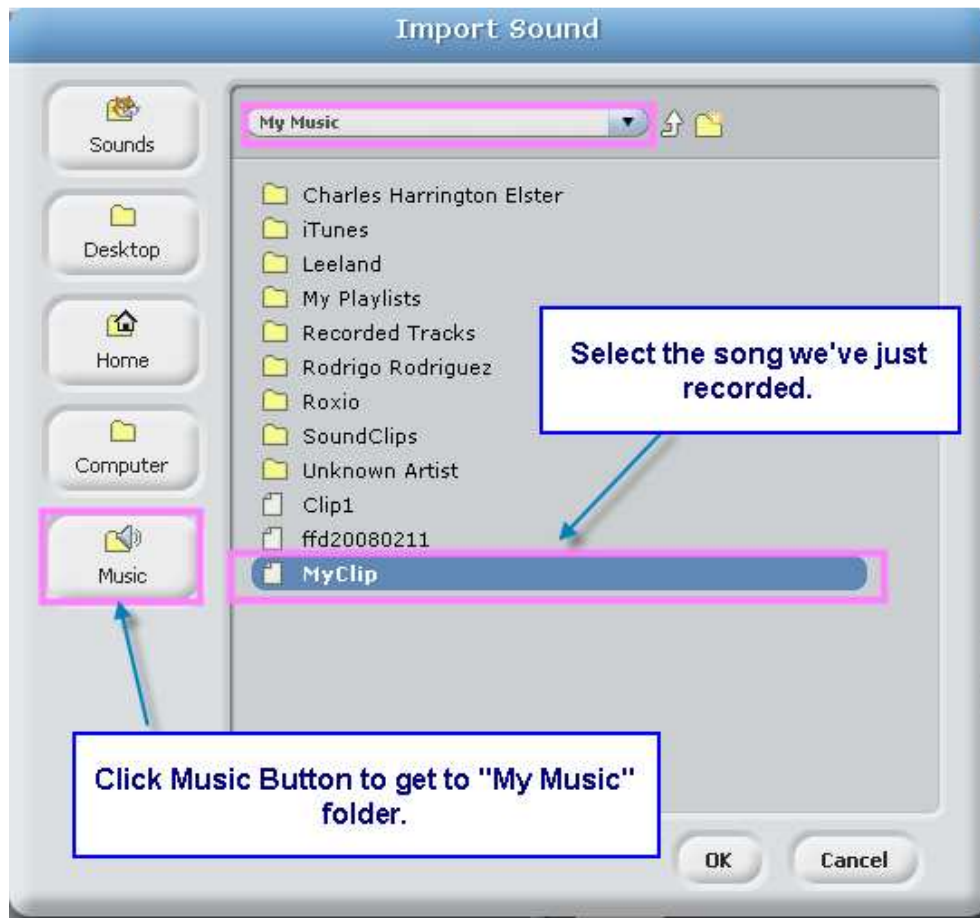 Import Sound
Sounds
Desktop
Home
Computer
Music
My Music
Charles Harrington Elster
iTunes
Leeland
My Playlists
Recorded Tracks
Rodrigo Rodriguez
Roxio
SoundClips
Unknown Artist
Clip1
ffd20080211
MyClip
Select the song we've just
recorded.
Click Music Button to get to "My Music"
folder.
OK
Cancel